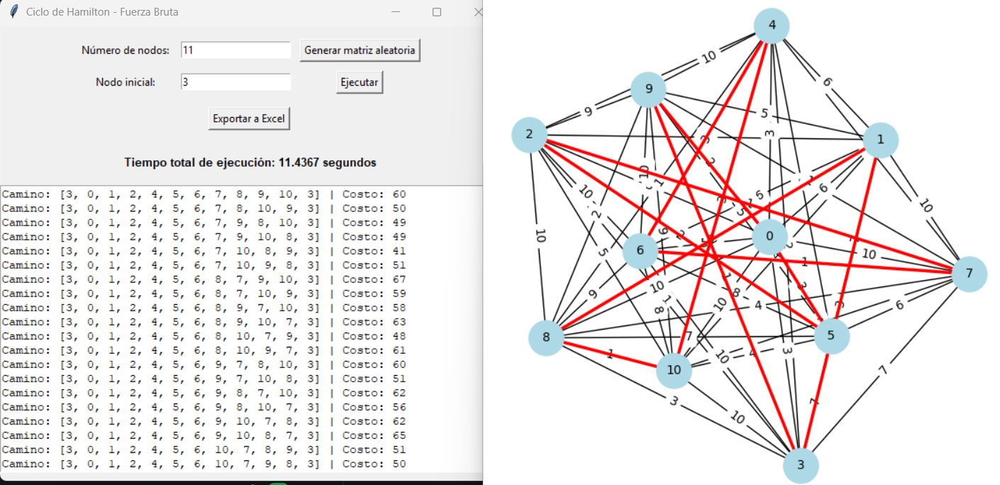 Ciclo de Hamilton - Fuerza Bruta
Número de nodos: 11 Generar matriz aleatoria
Nodo inicial: 3 Ejecutar
Exportar a Excel
Tiempo total de ejecución: 11.4367 segundos
Camino: [3, 0, 1, 2, 4, 5, 6, 7, 8, 9, 10, 3] | Costo: 60
Camino: [3, 0, 1, 2, 4, 5, 6, 7, 8, 10, 9, 3] | Costo: 50
Camino: [3, 0, 1, 2, 4, 5, 6, 7, 9, 8, 10, 3] | Costo: 49
Camino: [3, 0, 1, 2, 4, 5, 6, 7, 9, 10, 8, 3] | Costo: 49
Camino: [3, 0, 1, 2, 4, 5, 6, 7, 10, 8, 9, 3] | Costo: 41
Camino: [3, 0, 1, 2, 4, 5, 6, 7, 10, 9, 8, 3] | Costo: 51
Camino: [3, 0, 1, 2, 4, 5, 6, 8, 7, 9, 10, 3] | Costo: 67
Camino: [3, 0, 1, 2, 4, 5, 6, 8, 7, 10, 9, 3] | Costo: 59
Camino: [3, 0, 1, 2, 4, 5, 6, 8, 9, 7, 10, 3] | Costo: 58
Camino: [3, 0, 1, 2, 4, 5, 6, 8, 9, 10, 7, 3] | Costo: 63
Camino: [3, 0, 1, 2, 4, 5, 6, 8, 10, 7, 9, 3] | Costo: 48
Camino: [3, 0, 1, 2, 4, 5, 6, 8, 10, 9, 7, 3] | Costo: 61
Camino: [3, 0, 1, 2, 4, 5, 6, 9, 7, 8, 10, 3] | Costo: 60
Camino: [3, 0, 1, 2, 4, 5, 6, 9, 7, 10, 8, 3] | Costo: 51
Camino: [3, 0, 1, 2, 4, 5, 6, 9, 8, 7, 10, 3] | Costo: 62
Camino: [3, 0, 1, 2, 4, 5, 6, 9, 8, 10, 7, 3] | Costo: 56
Camino: [3, 0, 1, 2, 4, 5, 6, 9, 10, 7, 8, 3] | Costo: 62
Camino: [3, 0, 1, 2, 4, 5, 6, 9, 10, 8, 7, 3] | Costo: 65
Camino: [3, 0, 1, 2, 4, 5, 6, 10, 7, 8, 9, 3] | Costo: 51
Camino: [3, 0, 1, 2, 4, 5, 6, 10, 7, 9, 8, 3] | Costo: 50
4
10
6
9
9
5
2
3
1
10
6
10
10
0
6
10
7
10
5
9
10
8
4
6
8
5
1
7
10
4
3
10
7
3
7
10
3